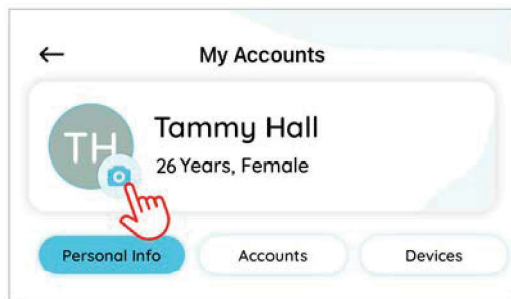 My Accounts
TH
Tammy Hall
26 Years, Female
Personal Info
Accounts
Devices